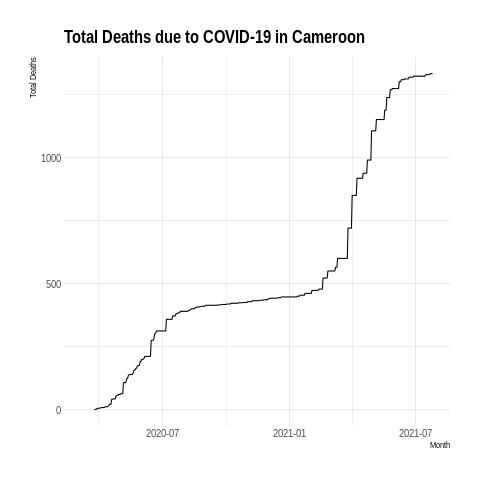 Total Deaths due to COVID-19 in Cameroon
Total Deaths
1000
500
0
2020-07
2021-01
2021-07
Month